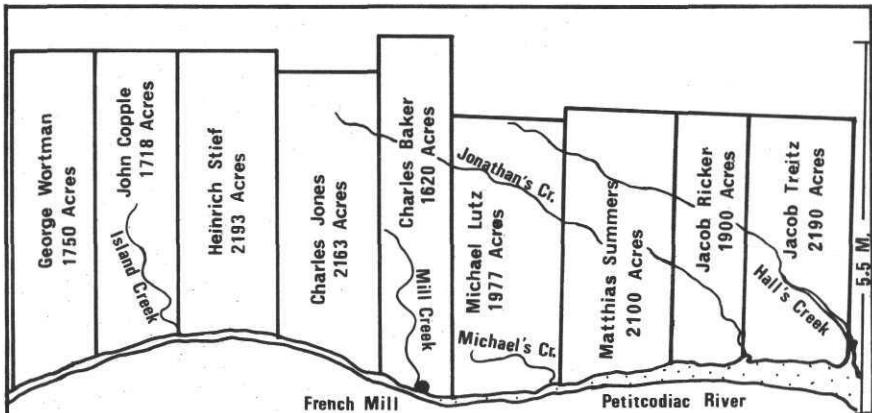 George Wortman
1750 Acres
John Copple
1718 Acres
Island Creek
Heinrich Stief
2193 Acres
Charles Jones
2163 Acres
Charles Baker
1620 Acres
Mill Creek
Michael Lutz
1977 Acres
Jonathan's Cr.
Michael's Cr.
Matthias Summers
2100 Acres
Jacob Ricker
1900 Acres
Jacob Treitz
2190 Acres
Hall's Creek
5.5 M.
French Mill
Petitcodiac River